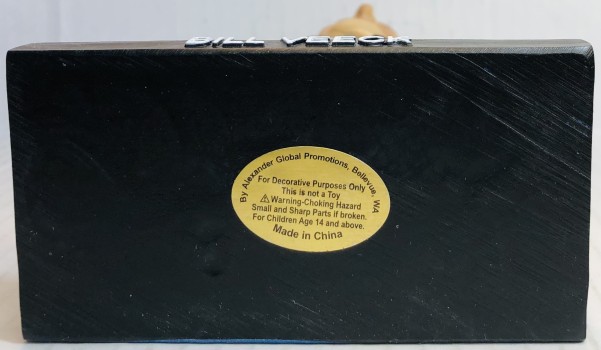 BILL VEECK
By Alexander Global Promotions, Bellevue, WA
For Decorative Purposes Only
This is not a Toy
⚠Warning-Choking Hazard
Small and Sharp Parts if broken.
For Children Age 14 and above.
Made in China